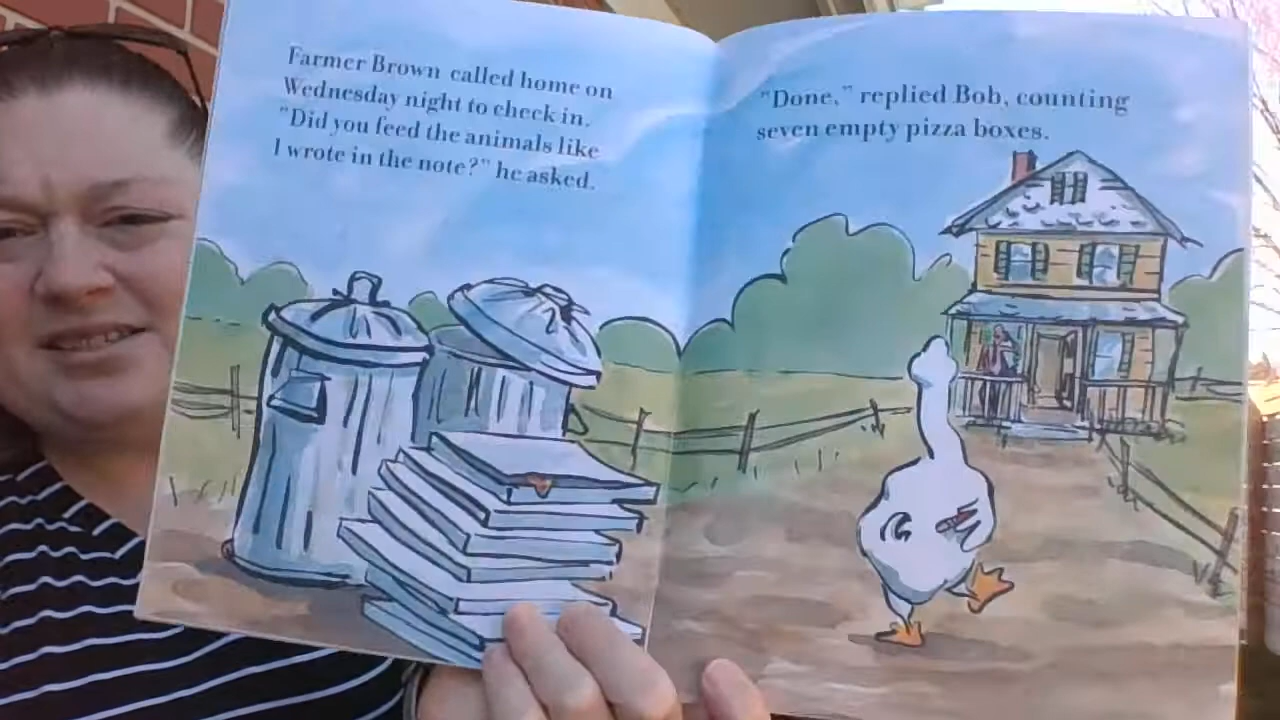 Farmer Brown called home on
Wednesday night to check in.
"Did you feed the animals like
I wrote in the note?" he asked.
"Done," replied Bob, counting
seven empty pizza boxes.